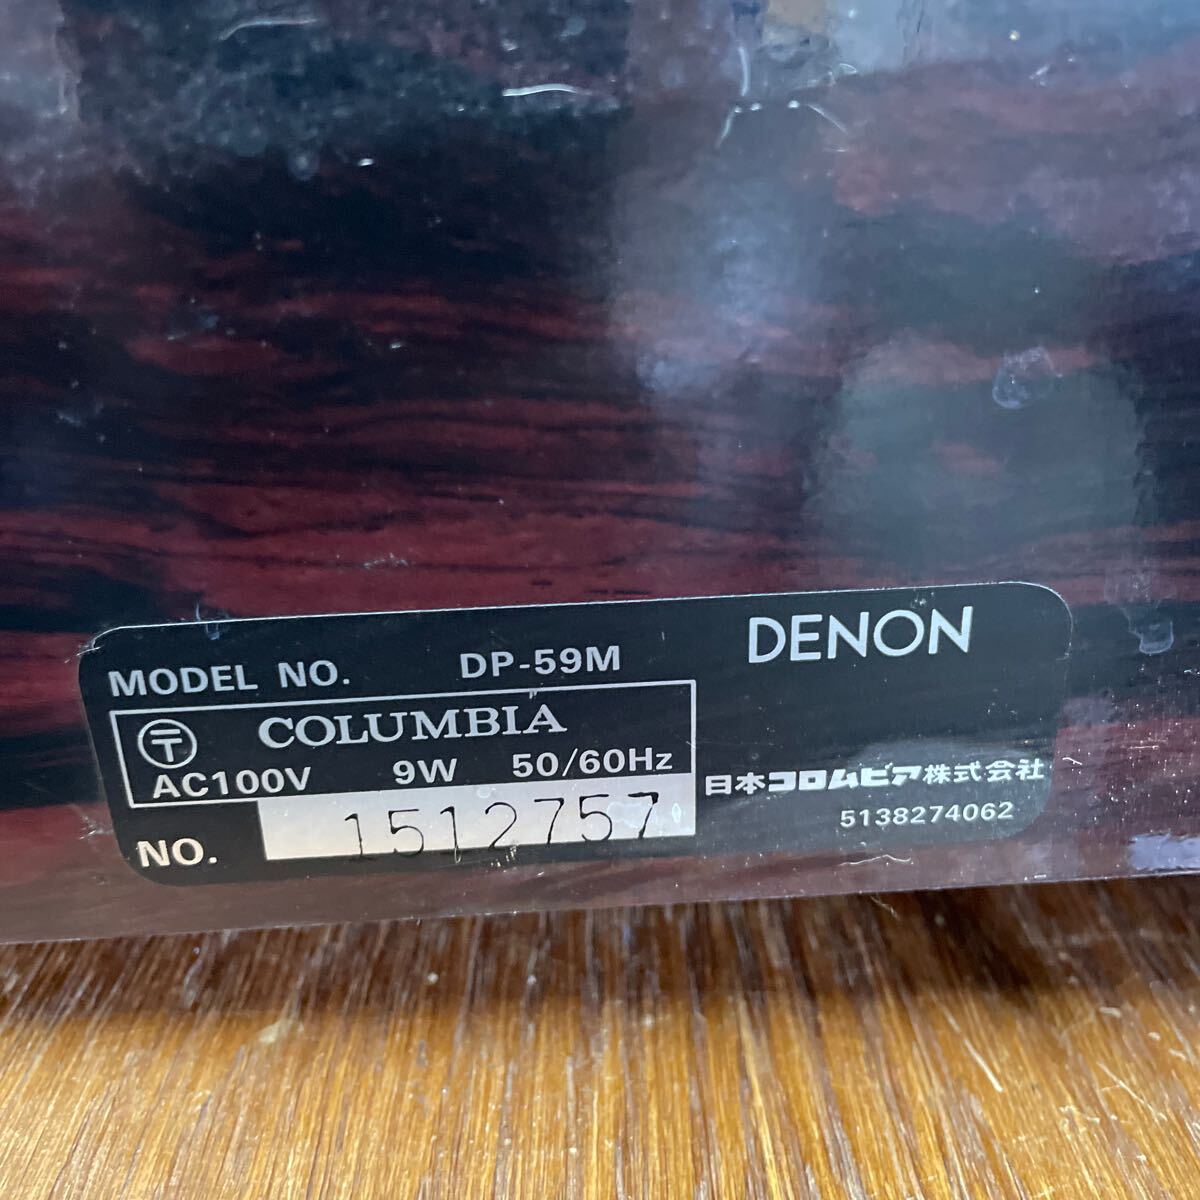 MODEL NO. DP-59M DENON
〒 COLUMBIA
AC100V 9W 50/60Hz
日本コロムビア株式会社
NO. 1512757
5138274062